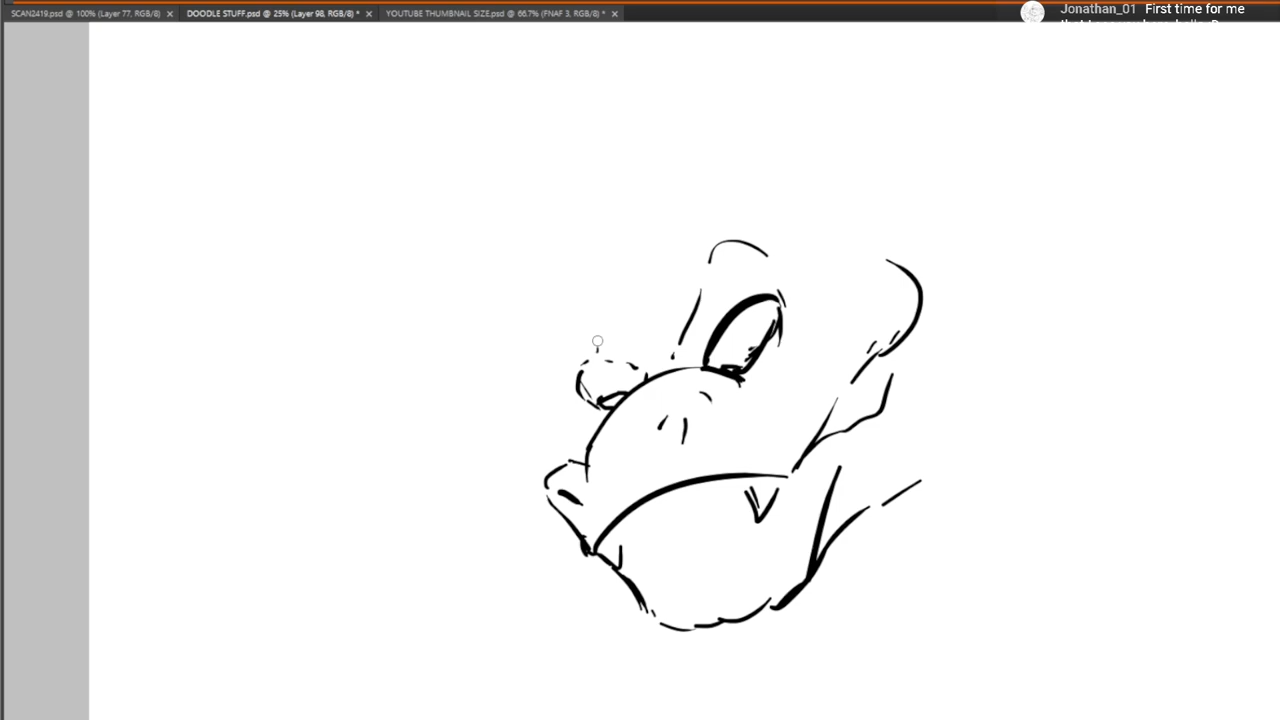 SCAN2419.psd @ 100% (Layer 77, RGB/8) ×
DOODLE STUFF.psd @ 25% (Layer 98, RGB/8) * ×
YOUTUBE THUMBNAIL SIZE.psd @ 66.7% (FNAF 3, RGB/8) * ×
Jonathan_01 First time for me